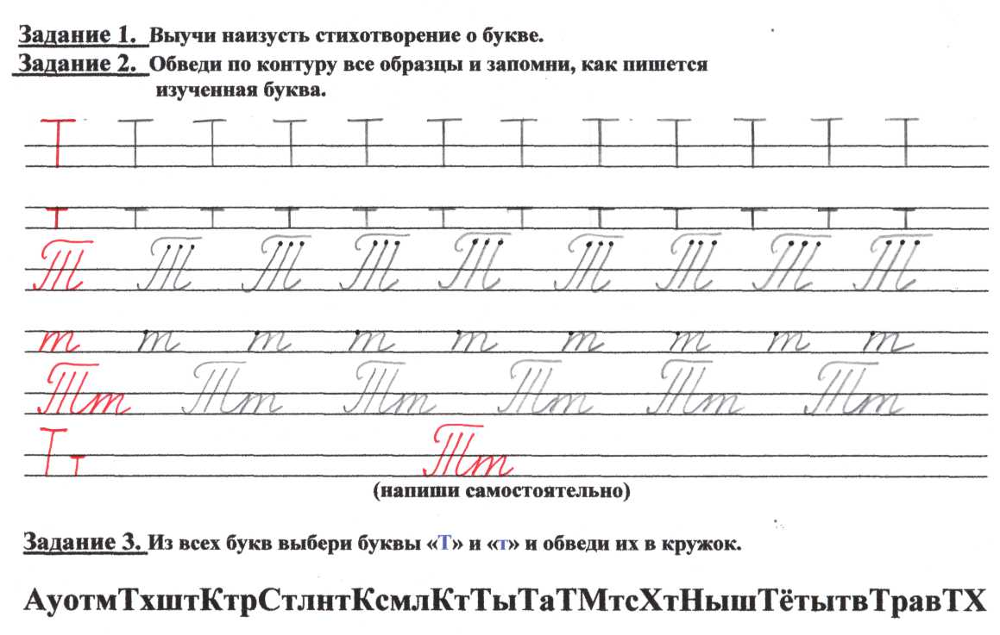 Задание 1. Выучи наизусть стихотворение о букве.
Задание 2. Обведи по контуру все образцы и запомни, как пишется
изученная буква.
Т Т Т Т Т Т Т Т Т Т Т Т
т т т т т т т т т т т т
Т Т Т Т Т Т Т Т Т
т т т т т т т т т
Тт Тт Тт Тт Тт Тт
Тт Тт
(напиши самостоятельно)
Задание 3. Из всех букв выбери буквы «Т» и «т» и обведи их в кружок.
АуотмТхштКтрСтлнтКсмлКтТыТаТМтсХтНышТётытвТравТХ